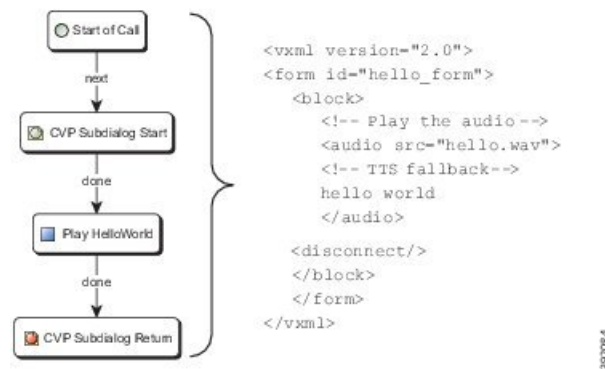 Start of Call
next
CVP Subdialog Start
done
Play HelloWorld
done
CVP Subdialog Return
<vxml version="2.0">
<form id="hello_form">
<block>
<!-- Play the audio -->
<audio src="hello.wav">
<!-- TTS fallback-->
hello world
</audio>
<disconnect/>
</block>
</form>
</vxml>